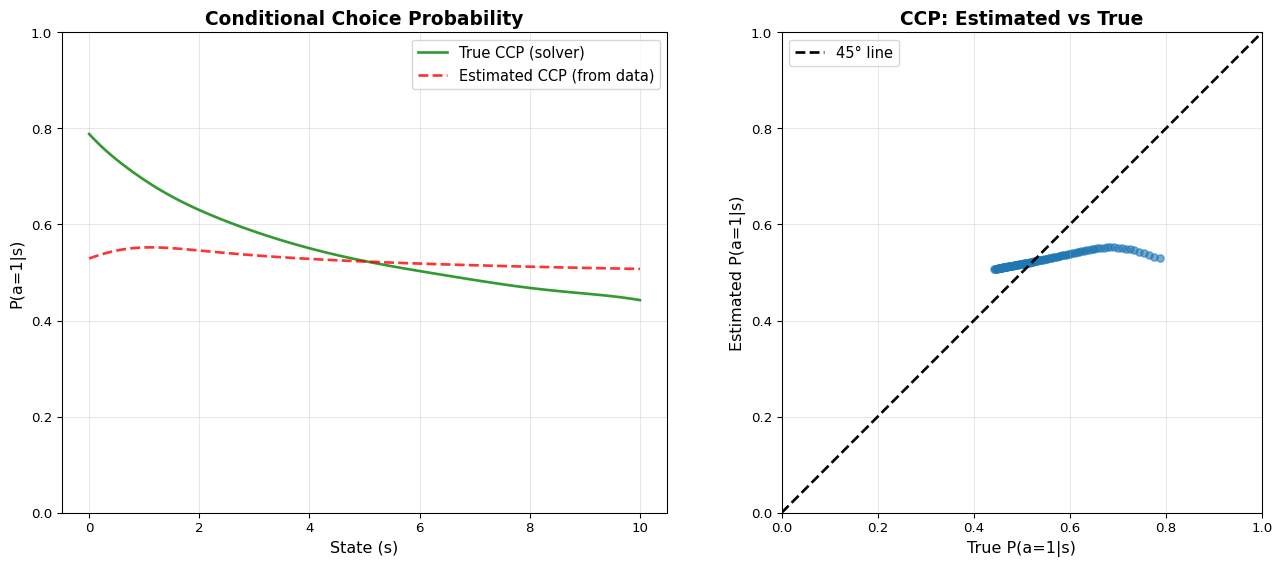 Conditional Choice Probability
True CCP (solver)
Estimated CCP (from data)
P(a=1|s)
1.0
0.8
0.6
0.4
0.2
0.0
0
2
4
6
8
10
State (s)
CCP: Estimated vs True
45° line
Estimated P(a=1|s)
1.0
0.8
0.6
0.4
0.2
0.0
0.0
0.2
0.4
0.6
0.8
1.0
True P(a=1|s)